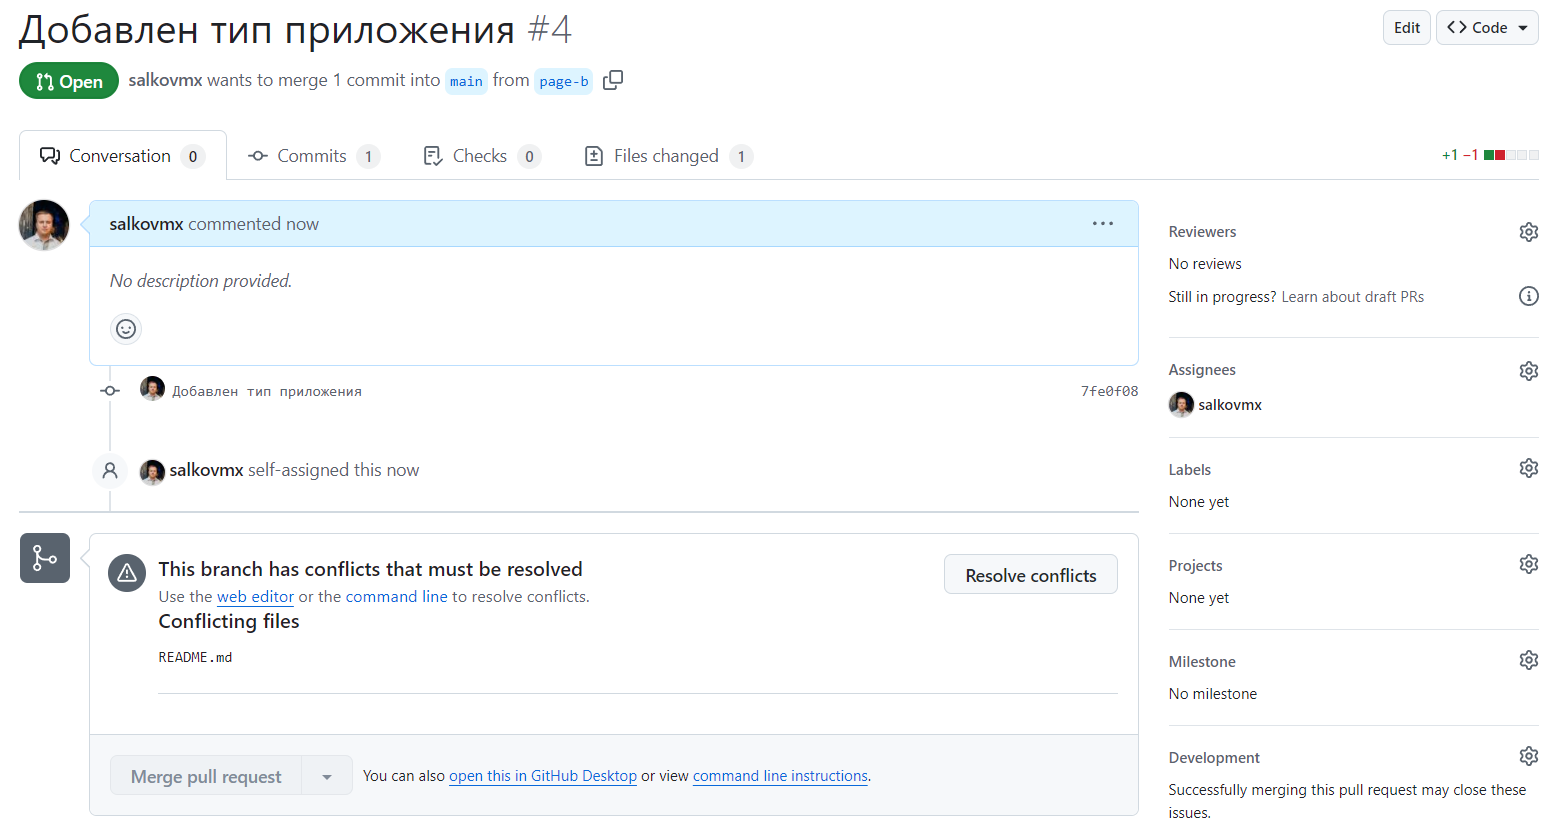 Добавлен тип приложения #4
Edit
Code
Open
salkovmx wants to merge 1 commit into main from page-b
Conversation 0
Commits 1
Checks 0
Files changed 1
+1 −1
salkovmx commented now
No description provided.
Добавлен тип приложения
7fe0f08
salkovmx self-assigned this now
This branch has conflicts that must be resolved
Use the web editor or the command line to resolve conflicts.
Resolve conflicts
Conflicting files
README.md
Merge pull request
You can also open this in GitHub Desktop or view command line instructions.
Reviewers
No reviews
Still in progress? Learn about draft PRs
Assignees
salkovmx
Labels
None yet
Projects
None yet
Milestone
No milestone
Development
Successfully merging this pull request may close these
issues.